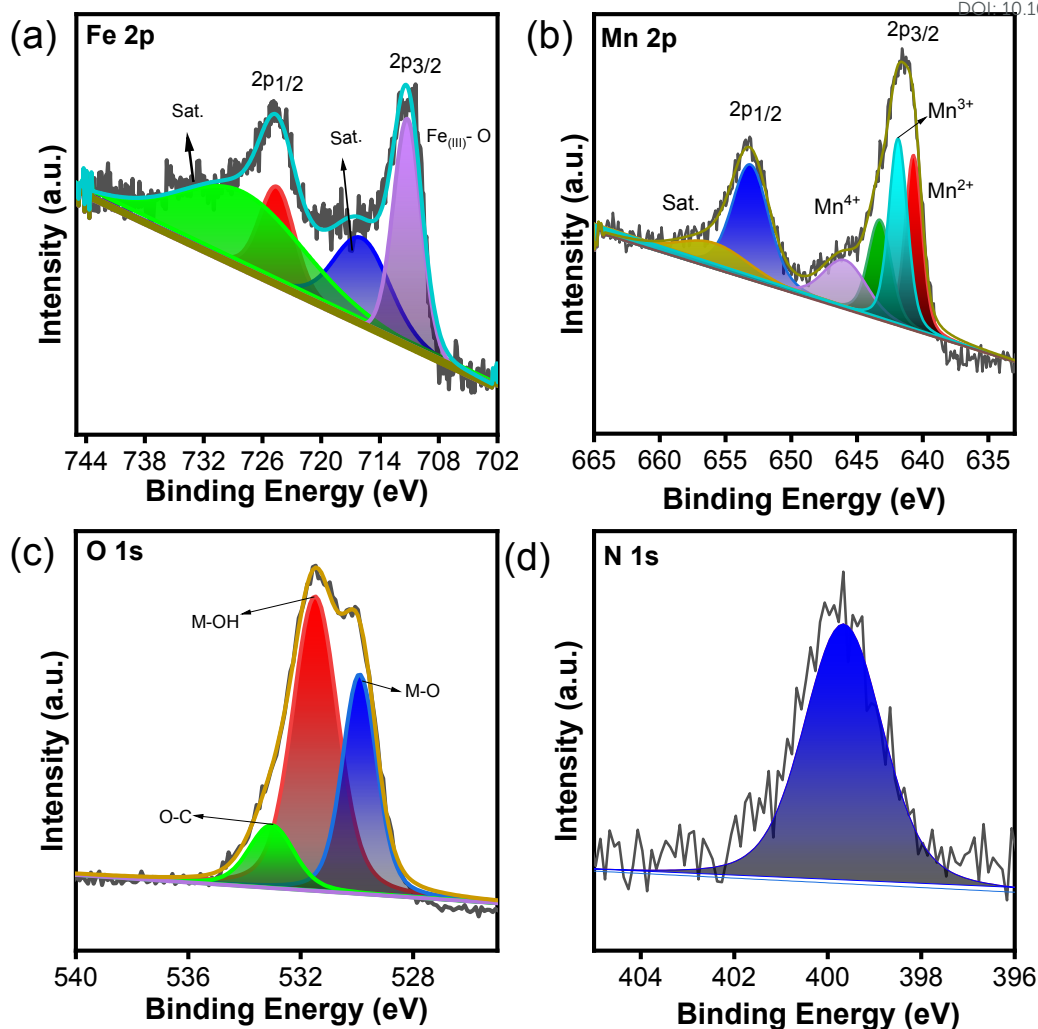 DOI: 10.10
(a)
Fe 2p
2p1/2
2p3/2
Sat.
Sat.
Fe(III)- O
Intensity (a.u.)
744 738 732 726 720 714 708 702
Binding Energy (eV)
(b)
Mn 2p
2p3/2
2p1/2
Mn3+
Mn2+
Mn4+
Sat.
Intensity (a.u.)
665 660 655 650 645 640 635
Binding Energy (eV)
(c)
O 1s
M-OH
M-O
O-C
Intensity (a.u.)
540 536 532 528
Binding Energy (eV)
(d)
N 1s
Intensity (a.u.)
404 402 400 398 396
Binding Energy (eV)